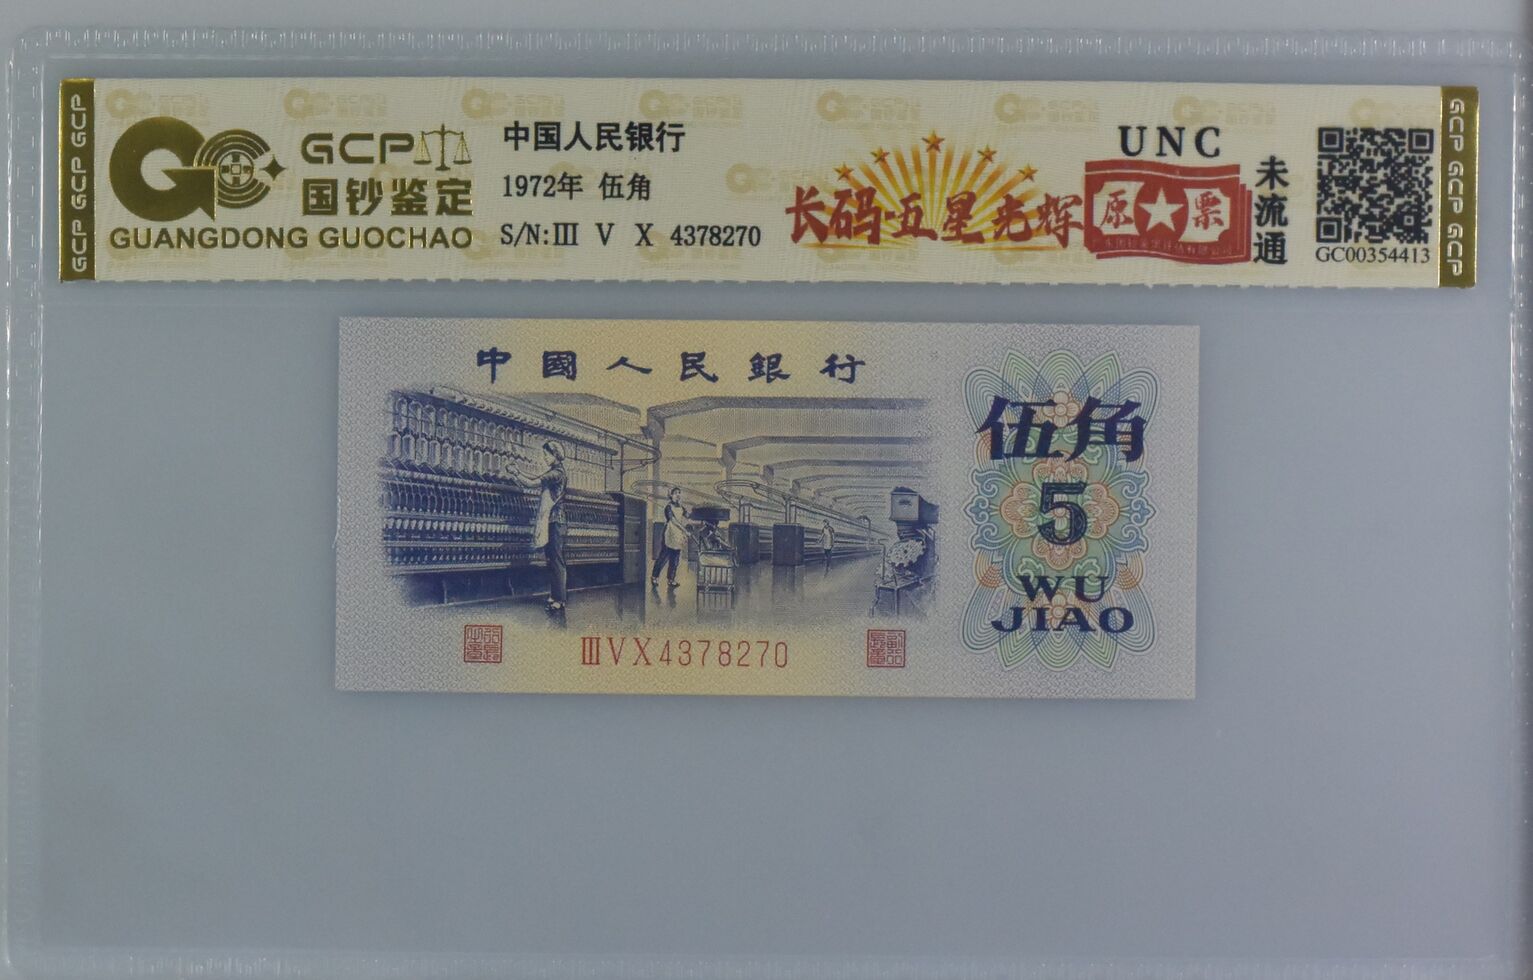 GCP
国钞鉴定
GUANGDONG GUOCHAO
中国人民银行
1972年 伍角
S/N:Ⅲ V X 4378270
长码·五星光辉
UNC
原★票
未流通
GC00354413
GCP GCP GCP
GCP GCP GCP
中國人民銀行
伍角
5
WU
JIAO
ⅢVX4378270